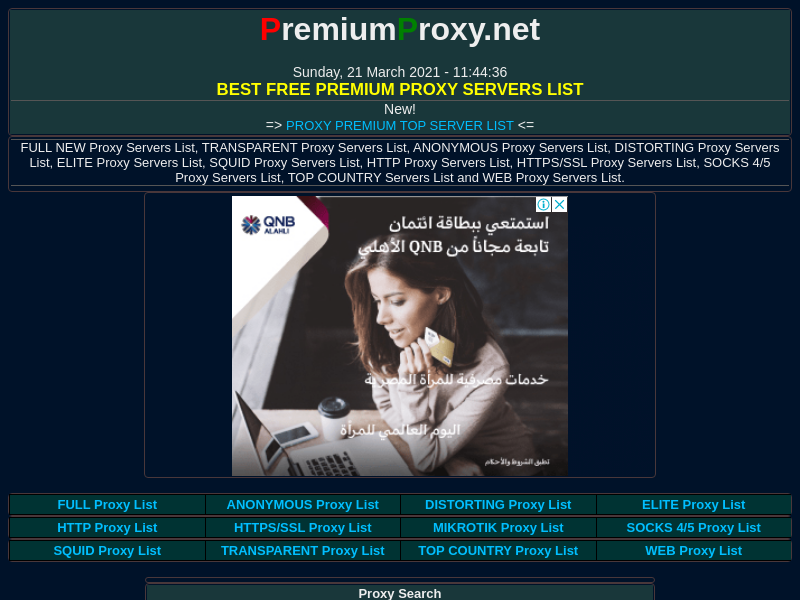 PremiumProxy.net
Sunday, 21 March 2021 - 11:44:36
BEST FREE PREMIUM PROXY SERVERS LIST
New!
=> PROXY PREMIUM TOP SERVER LIST <=
FULL NEW Proxy Servers List, TRANSPARENT Proxy Servers List, ANONYMOUS Proxy Servers List, DISTORTING Proxy Servers
List, ELITE Proxy Servers List, SQUID Proxy Servers List, HTTP Proxy Servers List, HTTPS/SSL Proxy Servers List, SOCKS 4/5
Proxy Servers List, TOP COUNTRY Servers List and WEB Proxy Servers List.
QNB
ALAHLI
استمتعي ببطاقة ائتمان
تابعة مجاناً من QNB الأهلي
خدمات مصرفية للمرأة المصرية
اليوم العالمي للمرأة
تطبق الشروط والأحكام
FULL Proxy List ANONYMOUS Proxy List DISTORTING Proxy List ELITE Proxy List
HTTP Proxy List HTTPS/SSL Proxy List MIKROTIK Proxy List SOCKS 4/5 Proxy List
SQUID Proxy List TRANSPARENT Proxy List TOP COUNTRY Proxy List WEB Proxy List
Proxy Search